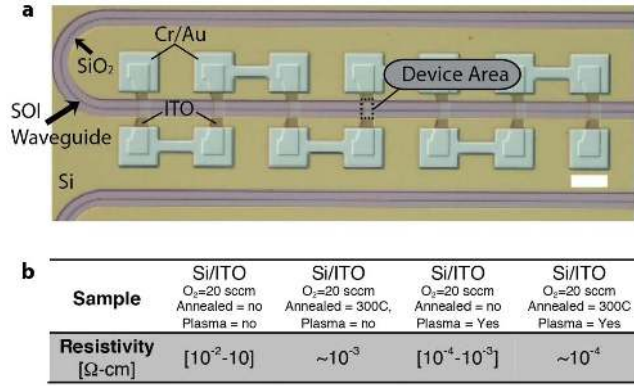 a
Cr/Au
SiO2
Device Area
SOI
Waveguide
ITO
Si
b
Sample
Si/ITO
O2=20 sccm
Annealed = no
Plasma = no
Si/ITO
O2=20 sccm
Annealed = 300C,
Plasma = no
Si/ITO
O2=20 sccm
Annealed = no
Plasma = Yes
Si/ITO
O2=20 sccm
Annealed = 300C
Plasma = Yes
Resistivity
[Ω-cm]
[10⁻²-10]
~10⁻³
[10⁻⁴-10⁻³]
~10⁻⁴